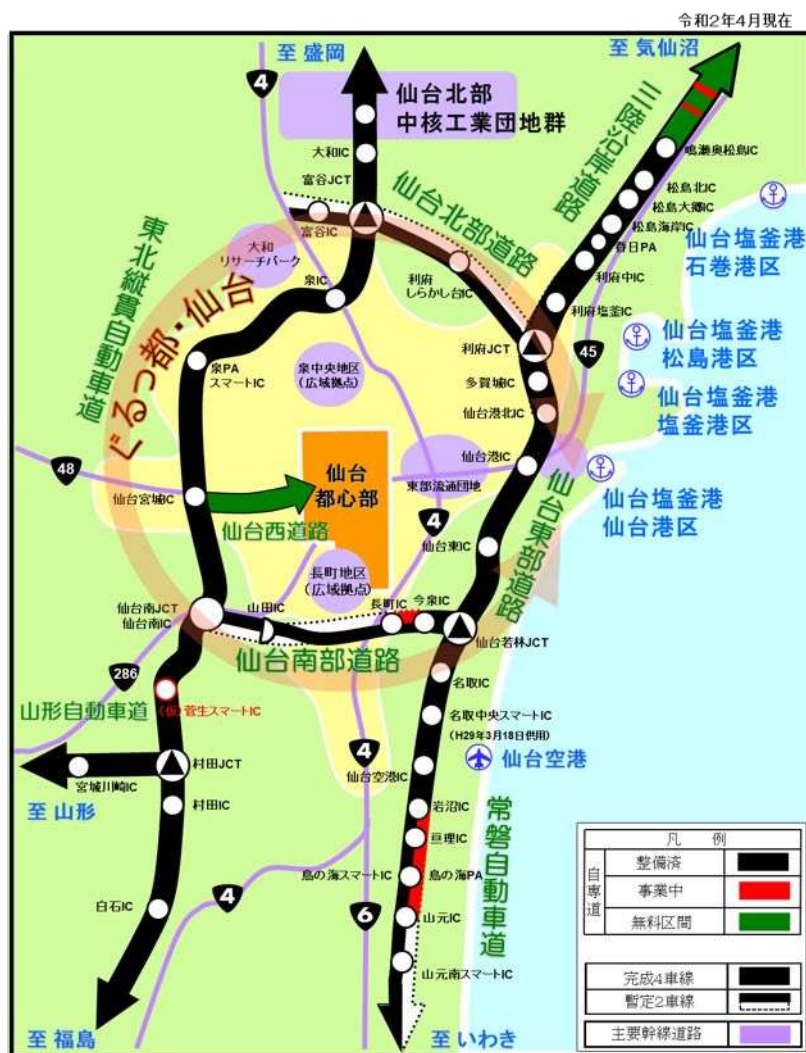 令和2年4月現在
至 盛岡
至 気仙沼
4
仙台北部
中核工業団地群
三陸沿岸道路
大和IC
富谷JCT
鳴瀬奥松島IC
仙台北部道路
松島北IC
松島大郷IC
松島海岸IC
春日PA
富谷IC
東北縦貫自動車道
大和
リサーチパーク
ぐるっ都・仙台
仙台塩釜港
石巻港区
利府中IC
利府
しらかし台IC
泉IC
利府塩釜IC
仙台塩釜港
松島港区
利府JCT
45
泉PA
スマートIC
泉中央地区
(広域拠点)
多賀城IC
仙台塩釜港
塩釜港区
仙台港北IC
仙台港IC
48
仙台
都心部
東部流通団地
仙台宮城IC
仙台塩釜港
仙台港区
仙台西道路
4
仙台東IC
仙台東部道路
長町地区
(広域拠点)
仙台南JCT
仙台南IC
山田IC
長町IC
今泉IC
仙台若林JCT
仙台南部道路
286
名取IC
山形自動車道
(仮)菅生スマートIC
名取中央スマートIC
(H29年3月18日供用)
4
仙台空港IC
仙台空港
村田JCT
宮城川崎IC
至 山形
村田IC
岩沼IC
常磐自動車道
亘理IC
鳥の海スマートIC
鳥の海PA
4
6
白石IC
山元IC
山元南スマートIC
至 福島
至 いわき
凡 例
自専道
整備済
事業中
無料区間
完成4車線
暫定2車線
主要幹線道路